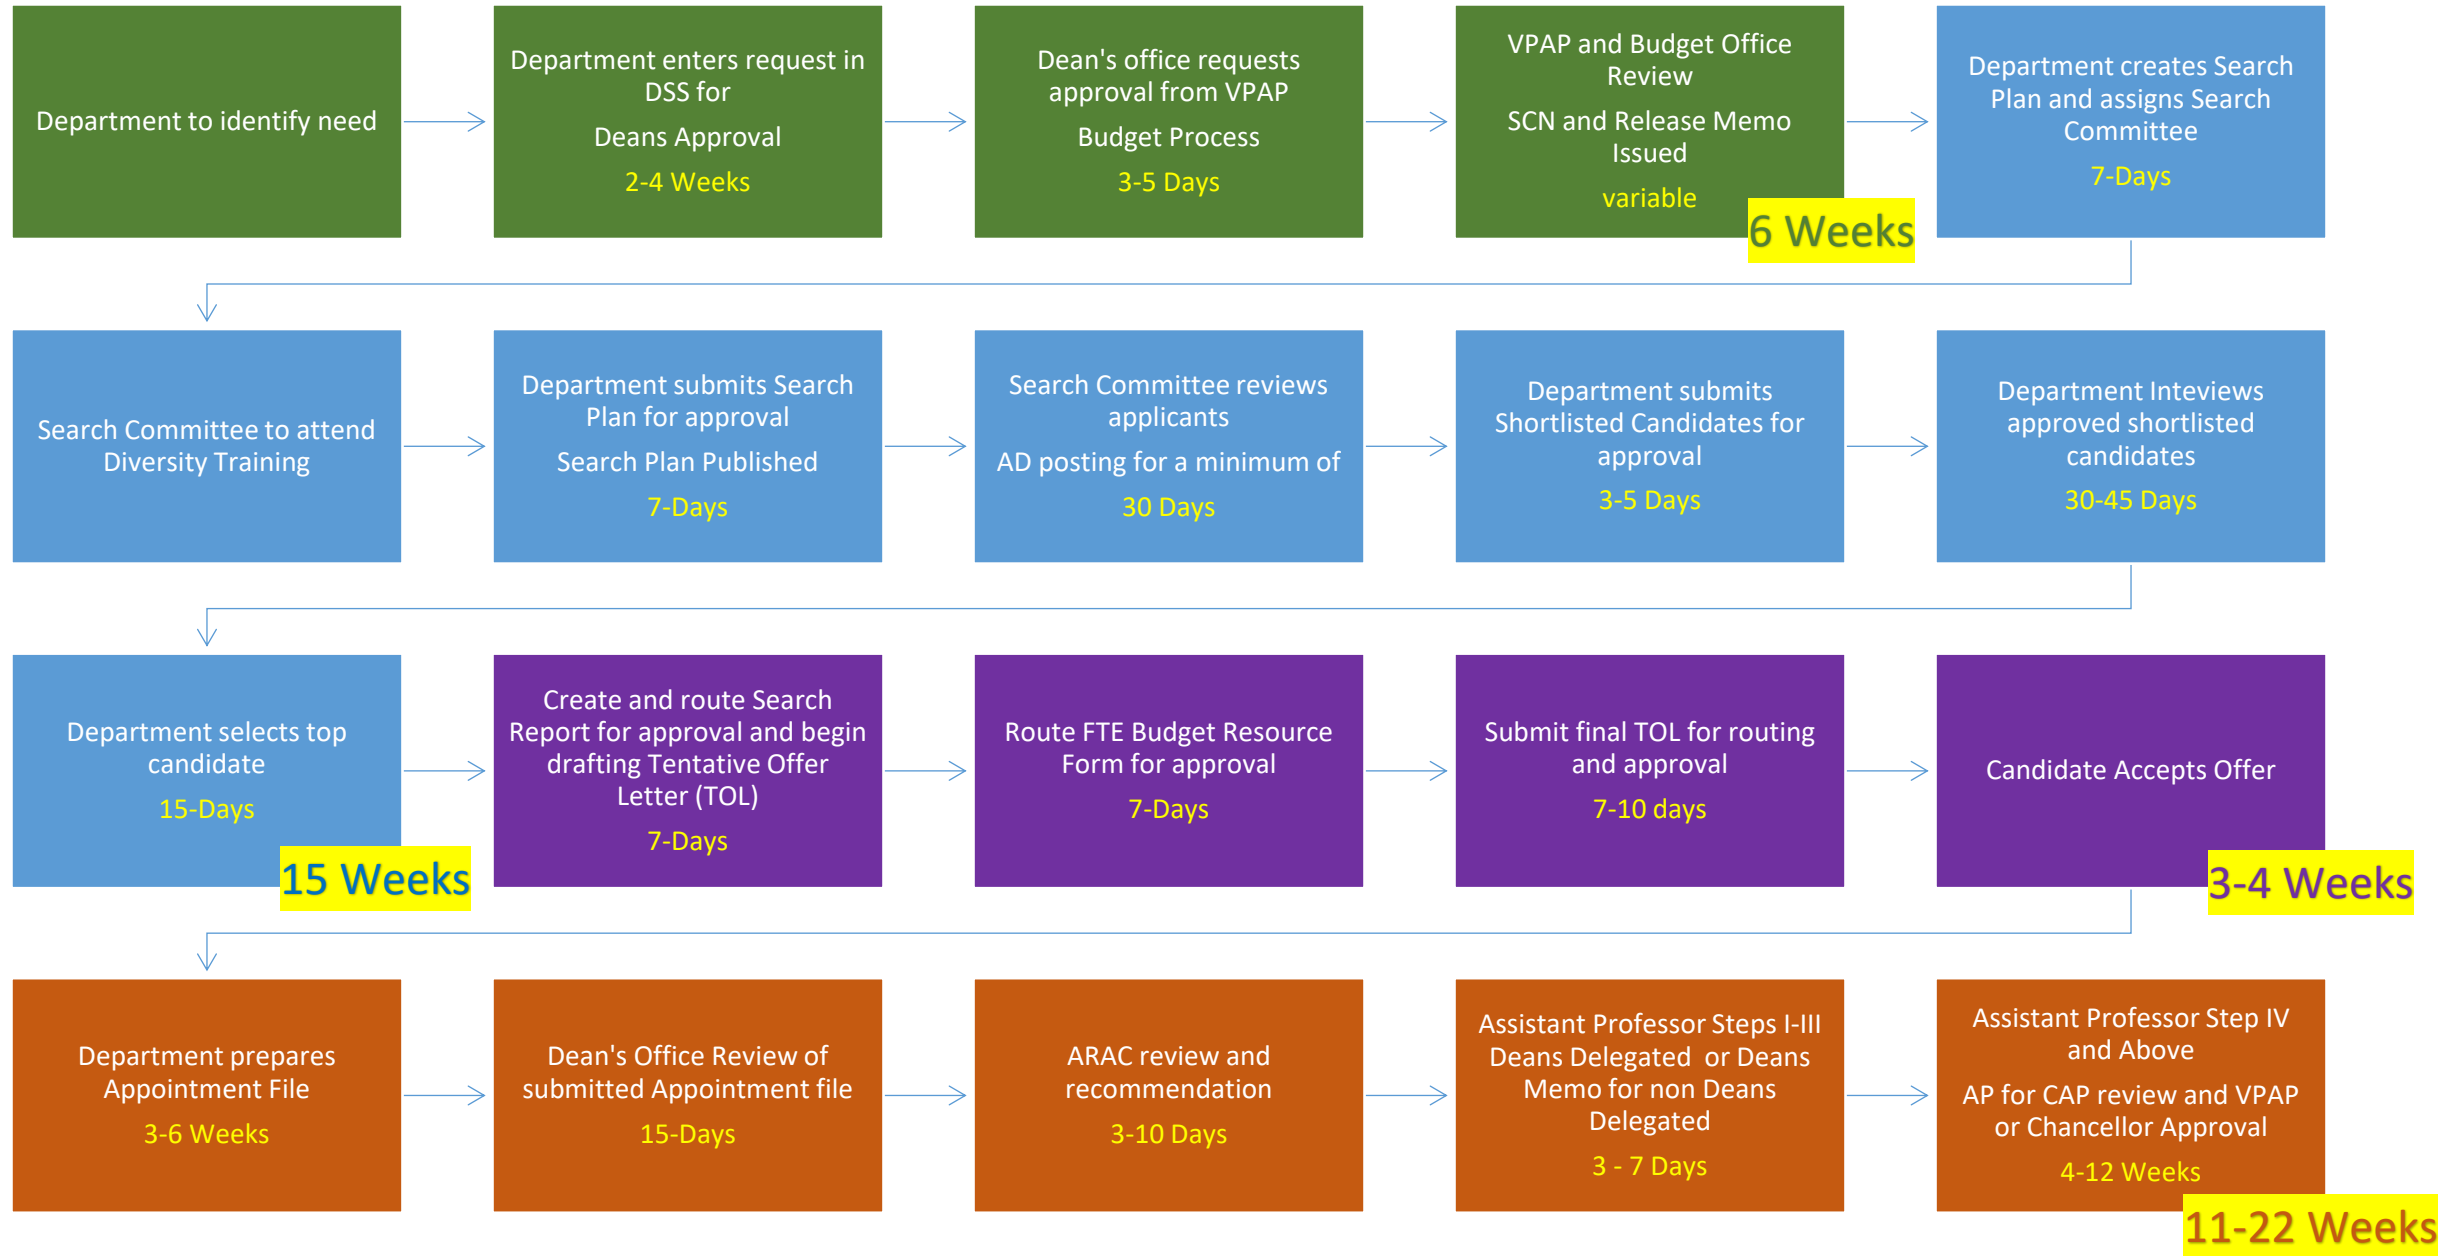 Department to identify need
Department enters request in
DSS for
Deans Approval
2-4 Weeks
Dean's office requests
approval from VPAP
Budget Process
3-5 Days
VPAP and Budget Office
Review
SCN and Release Memo
Issued
variable
6 Weeks
Department creates Search
Plan and assigns Search
Committee
7-Days
Search Committee to attend
Diversity Training
Department submits Search
Plan for approval
Search Plan Published
7-Days
Search Committee reviews
applicants
AD posting for a minimum of
30 Days
Department submits
Shortlisted Candidates for
approval
3-5 Days
Department Inteviews
approved shortlisted
candidates
30-45 Days
Department selects top
candidate
15-Days
15 Weeks
Create and route Search
Report for approval and begin
drafting Tentative Offer
Letter (TOL)
7-Days
Route FTE Budget Resource
Form for approval
7-Days
Submit final TOL for routing
and approval
7-10 days
Candidate Accepts Offer
3-4 Weeks
Department prepares
Appointment File
3-6 Weeks
Dean's Office Review of
submitted Appointment file
15-Days
ARAC review and
recommendation
3-10 Days
Assistant Professor Steps I-III
Deans Delegated or Deans
Memo for non Deans
Delegated
3 - 7 Days
Assistant Professor Step IV
and Above
AP for CAP review and VPAP
or Chancellor Approval
4-12 Weeks
11-22 Weeks